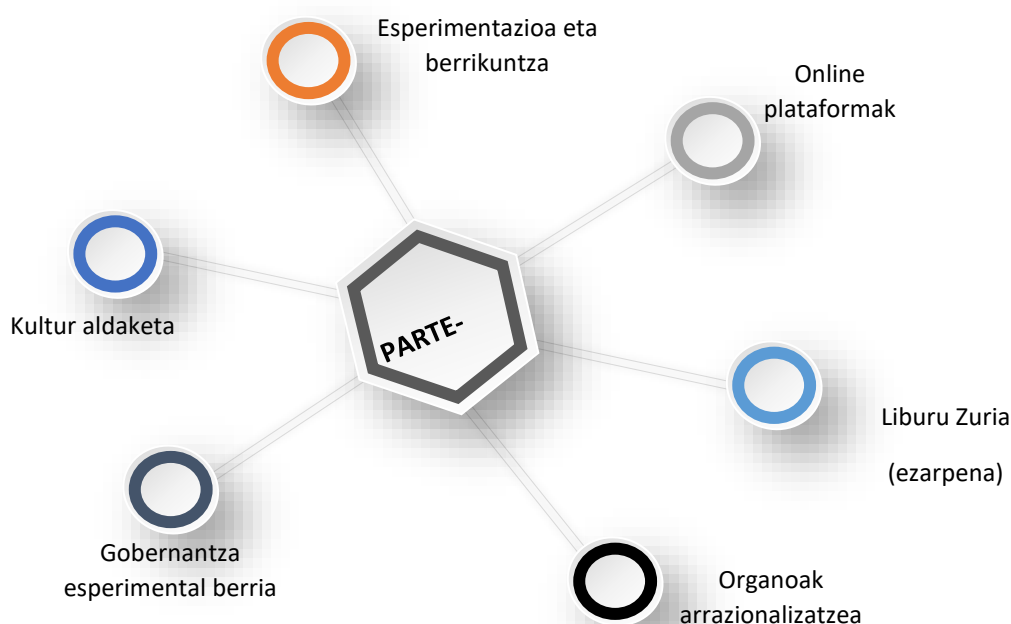 Esperimentazioa eta
berrikuntza
Online
plataformak
Kultur aldaketa
PARTE-
Liburu Zuria
(ezarpena)
Gobernantza
esperimental berria
Organoak
arrazionalizatzea